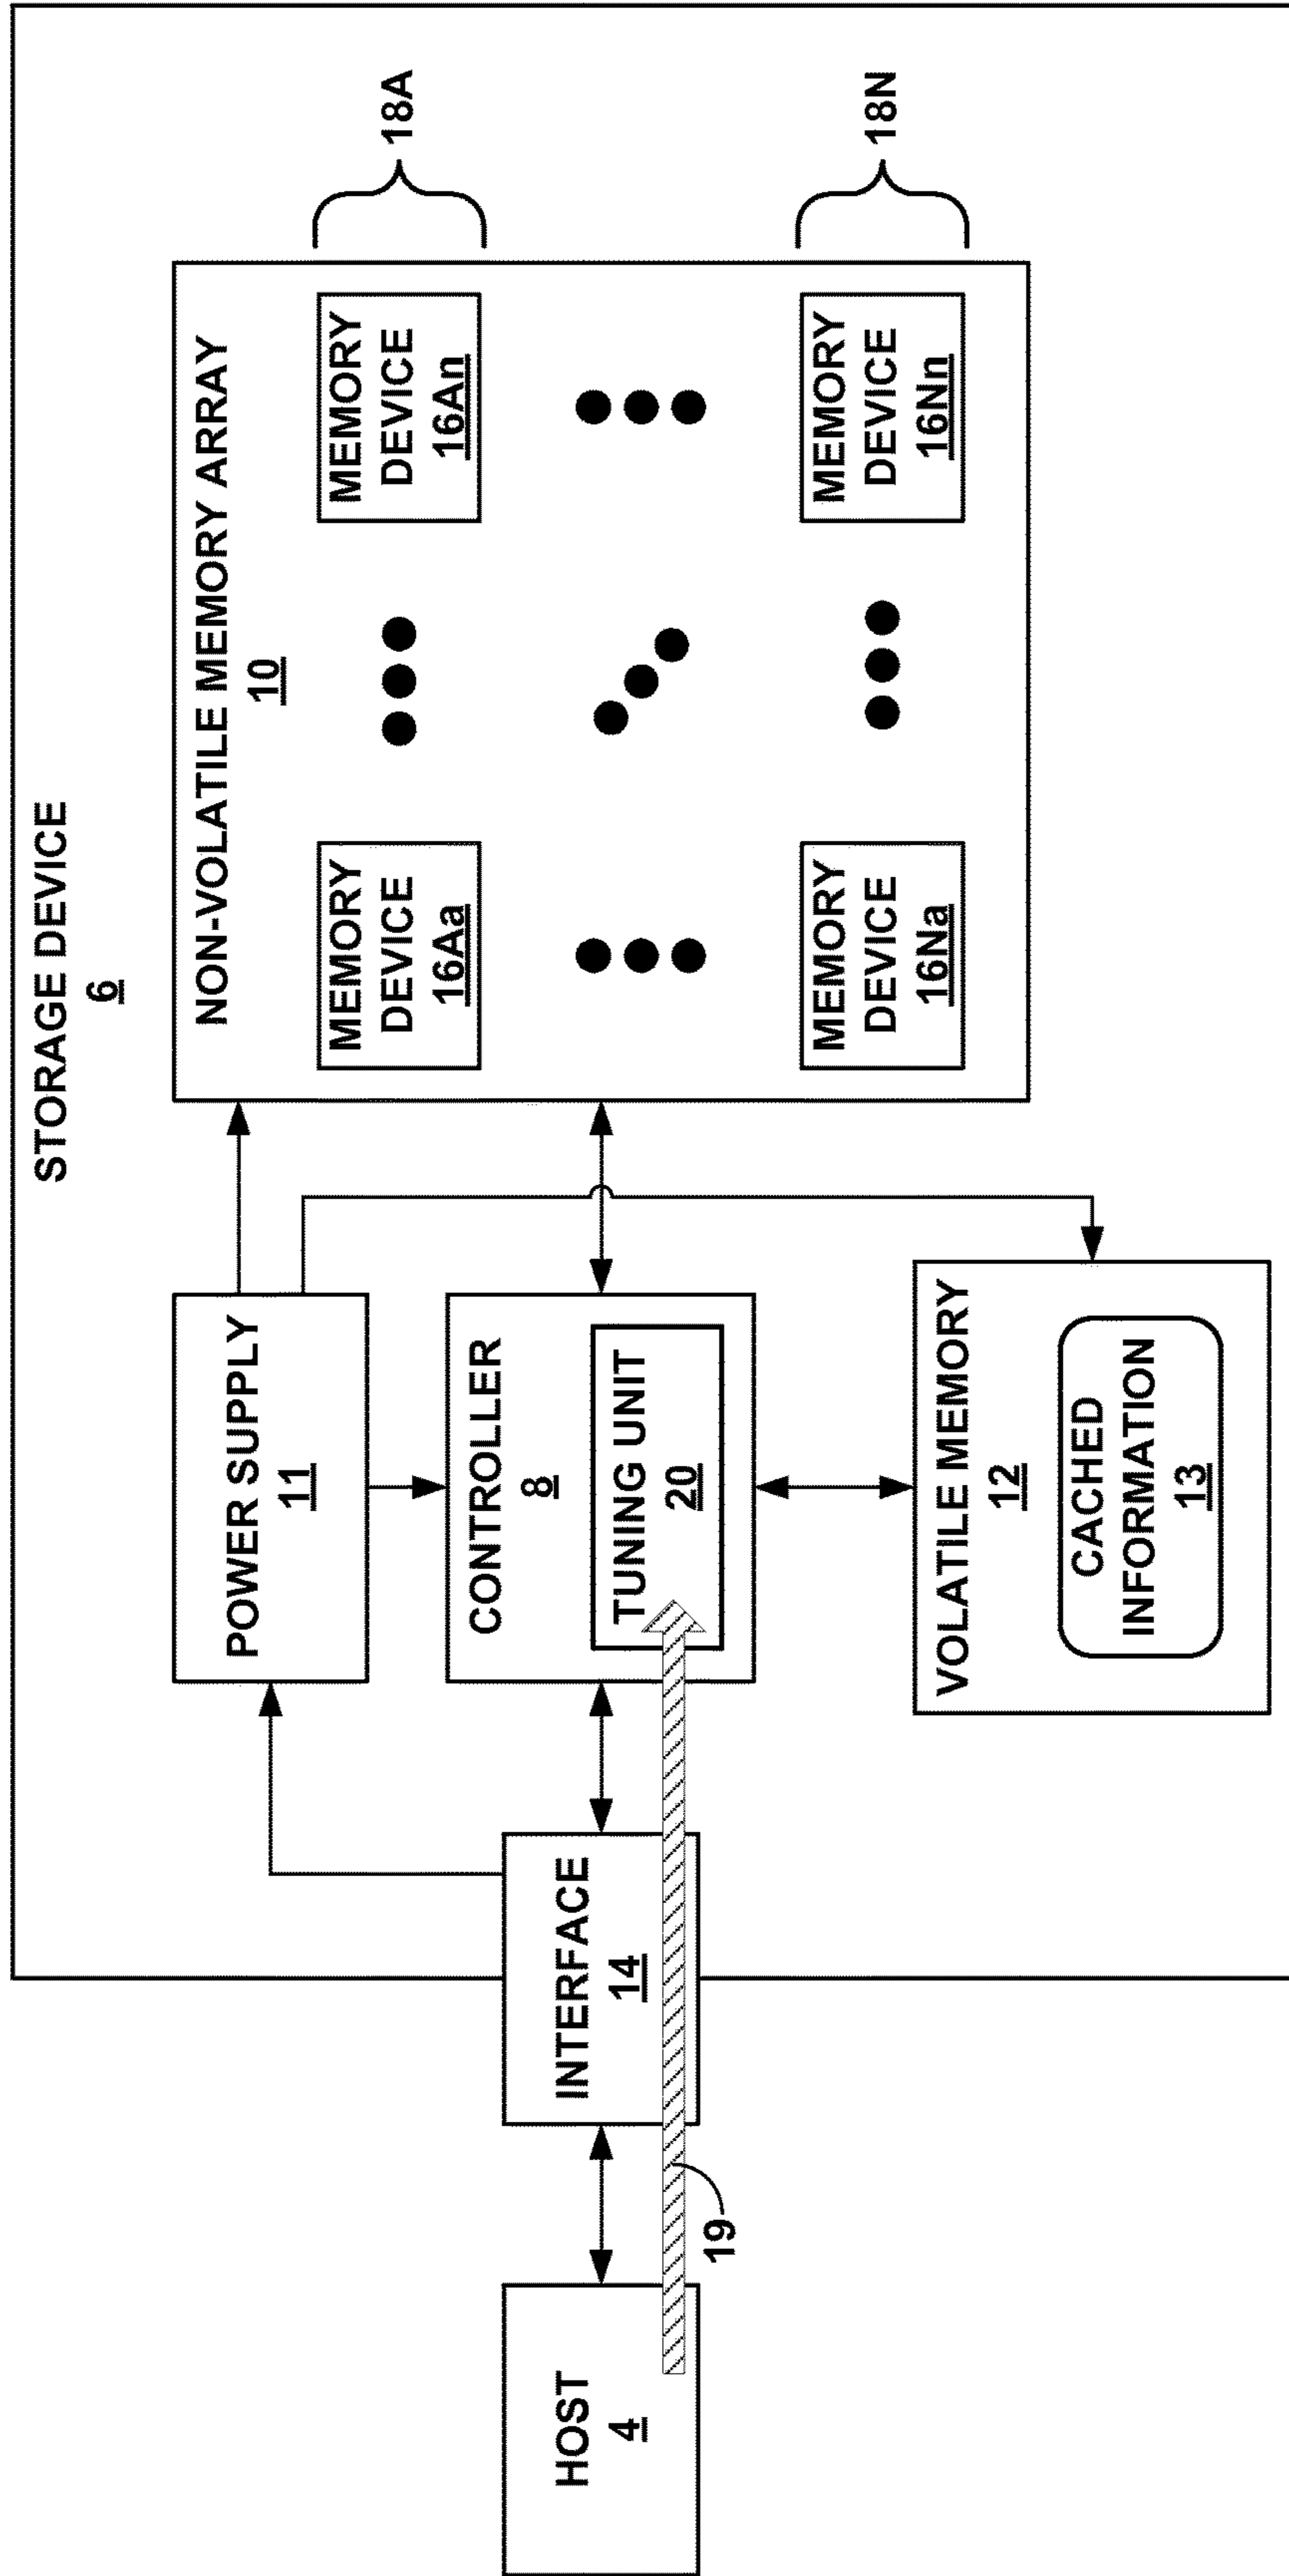 STORAGE DEVICE
6
HOST
4
19
INTERFACE
14
POWER SUPPLY
11
CONTROLLER
8
TUNING UNIT
20
VOLATILE MEMORY
12
CACHED
INFORMATION
13
NON-VOLATILE MEMORY ARRAY
10
MEMORY
DEVICE
16Aa
MEMORY
DEVICE
16An
18A
MEMORY
DEVICE
16Na
MEMORY
DEVICE
16Nn
18N